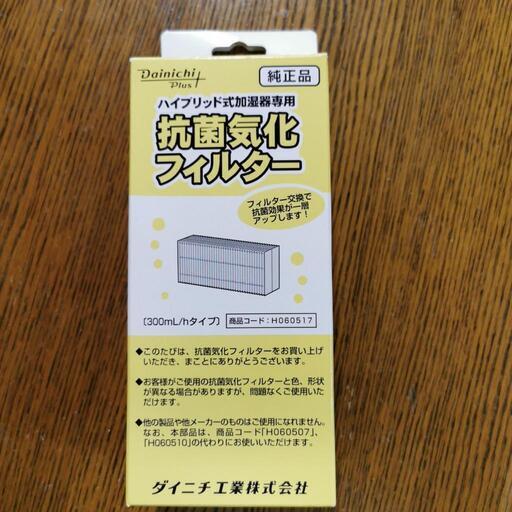 Dainichi Plus
純正品
ハイブリッド式加湿器専用
抗菌気化
フィルター
フィルター交換で
抗菌効果が一層
アップします!
〔300mL/hタイプ〕
商品コード:H060517
◆このたびは、抗菌気化フィルターをお買い上げ
いただき、まことにありがとうございます。
◆お客様がご使用の抗菌気化フィルターと色、形状
が異なる場合がありますが、問題なくご使用いた
だけます。
◆他の製品や他メーカーのものはご使用になれません。
なお、本部品は、商品コード「H060507」、
「H060510」の代わりにお使いいただけます。
ダイニチ工業株式会社